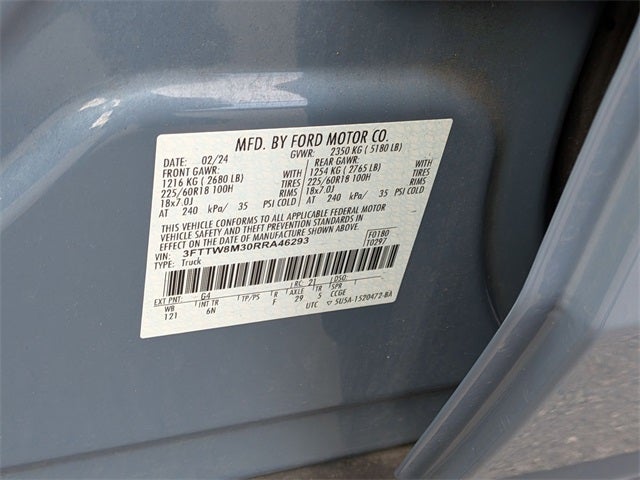 MFD. BY FORD MOTOR CO.
DATE: 02/24 GVWR: 2350 KG ( 5180 LB)
FRONT GAWR: REAR GAWR:
1216 KG ( 2680 LB) WITH 1254 KG ( 2765 LB) WITH
225/60R18 100H TIRES 225/60R18 100H TIRES
18x7.0J RIMS 18x7.0J RIMS
AT 240 kPa/ 35 PSI COLD AT 240 kPa/ 35 PSI COLD
THIS VEHICLE CONFORMS TO ALL APPLICABLE FEDERAL MOTOR
VEHICLE SAFETY AND THEFT PREVENTION STANDARDS IN
EFFECT ON THE DATE OF MANUFACTURE SHOWN ABOVE.
VIN: 3FTTW8M30RRA46293 F0180
TYPE: Truck 10297
EXT PNT: G4 RC: 21 DSO:
WB INT TR TP/PS R AXLE TR SPR
121 6N F 29 5 CCGE
UTC ▽ 5U5A-1520472-BA